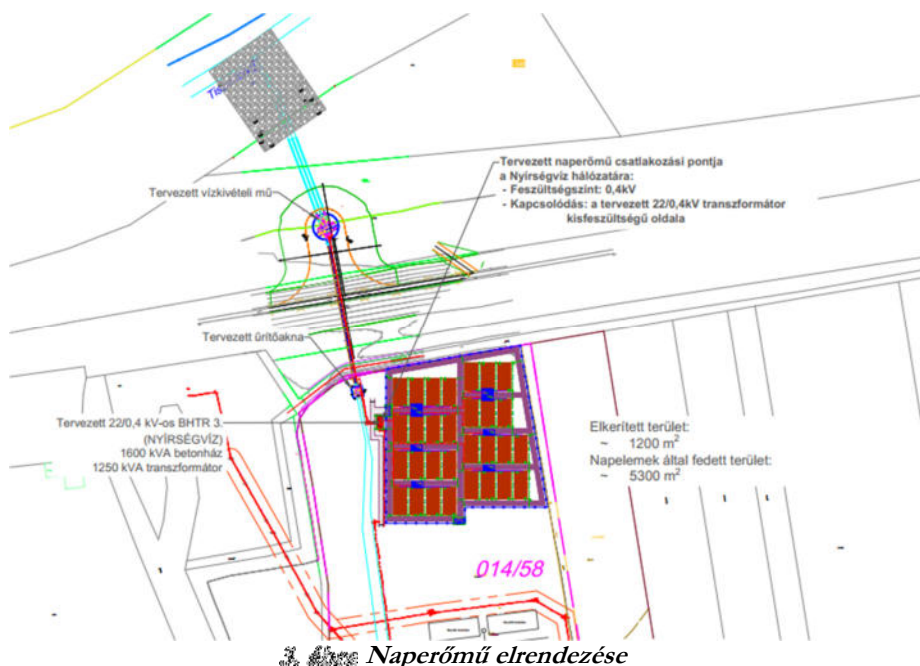 Tervezett naperőmű csatlakozási pontja
a Nyírségvíz hálózatára:
- Feszültségszint: 0,4kV
- Kapcsolódás: a tervezett 22/0,4kV transzformátor
kisfeszültségű oldala
Tervezett vízkivételi mű
Tervezett ürítőakna
Tervezett 22/0,4 kV-os BHTR 3.
(NYÍRSÉGVÍZ)
1600 kVA betonház
1250 kVA transzformátor
Elkerített terület:
~ 1200 m²
Napelemek által fedett terület:
~ 5300 m²
014/58
3. ábra Naperőmű elrendezése